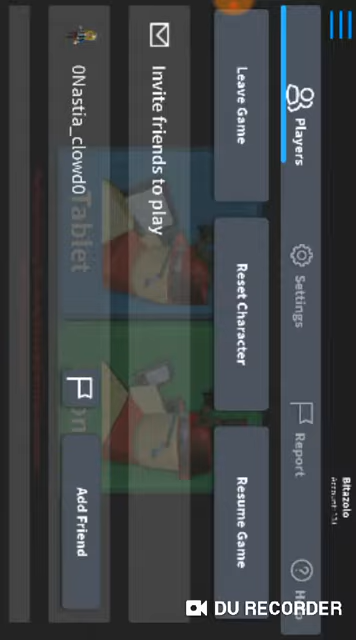 Bitazolo
Players
Settings
Report
Leave Game
Reset Character
Resume Game
Invite friends to play
0Nastia_clowd0
Add Friend
Tablet
DU RECORDER